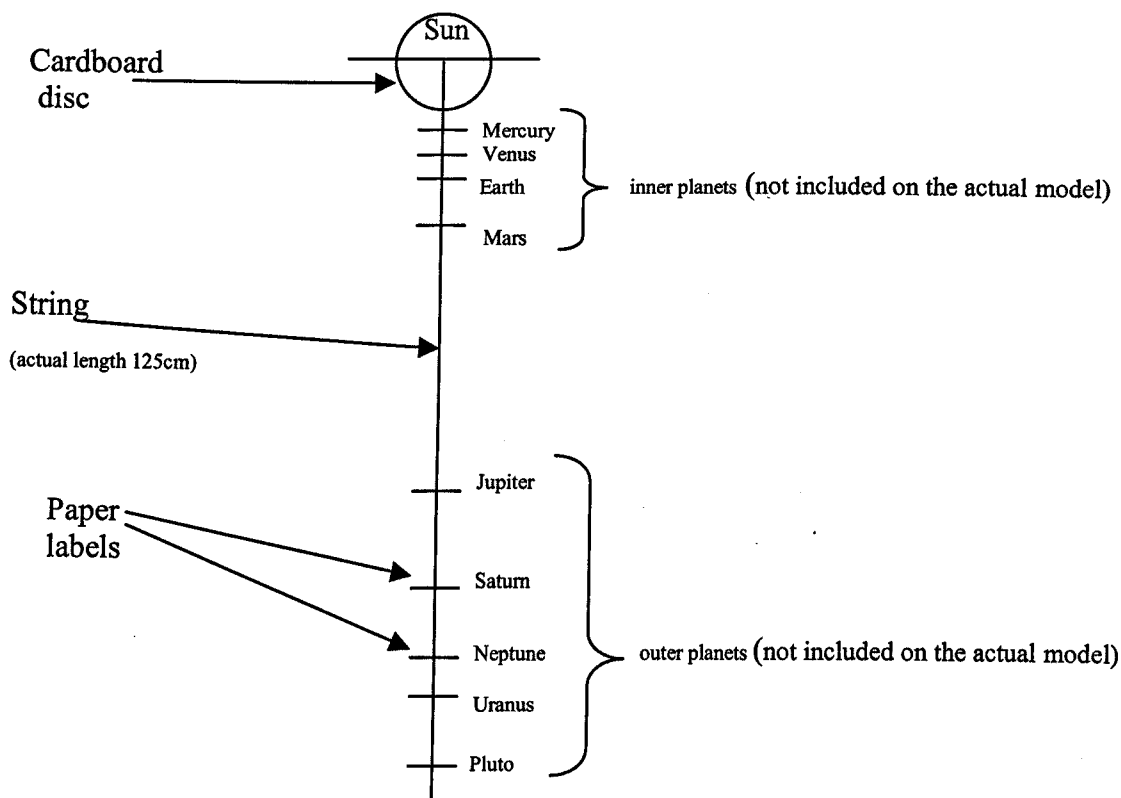 Sun
Cardboard
disc
Mercury
Venus
Earth
inner planets (not included on the actual model)
Mars
String
(actual length 125cm)
Jupiter
Paper
labels
Saturn
Neptune
outer planets (not included on the actual model)
Uranus
Pluto